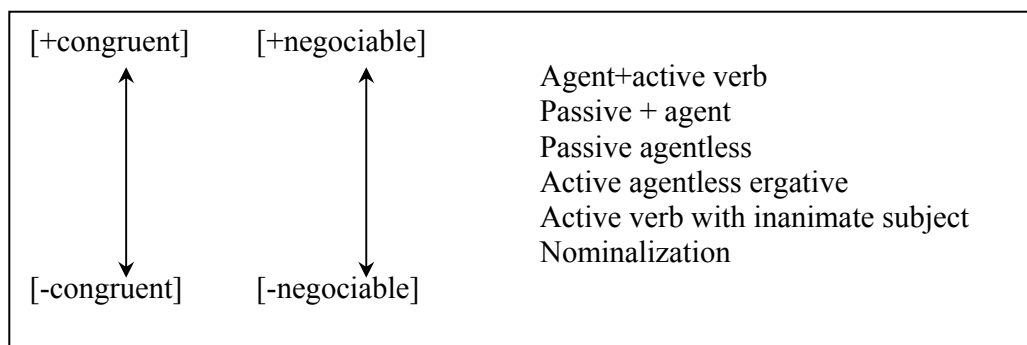 [+congruent] [+negociable]
Agent+active verb
Passive + agent
Passive agentless
Active agentless ergative
Active verb with inanimate subject
Nominalization
[-congruent] [-negociable]